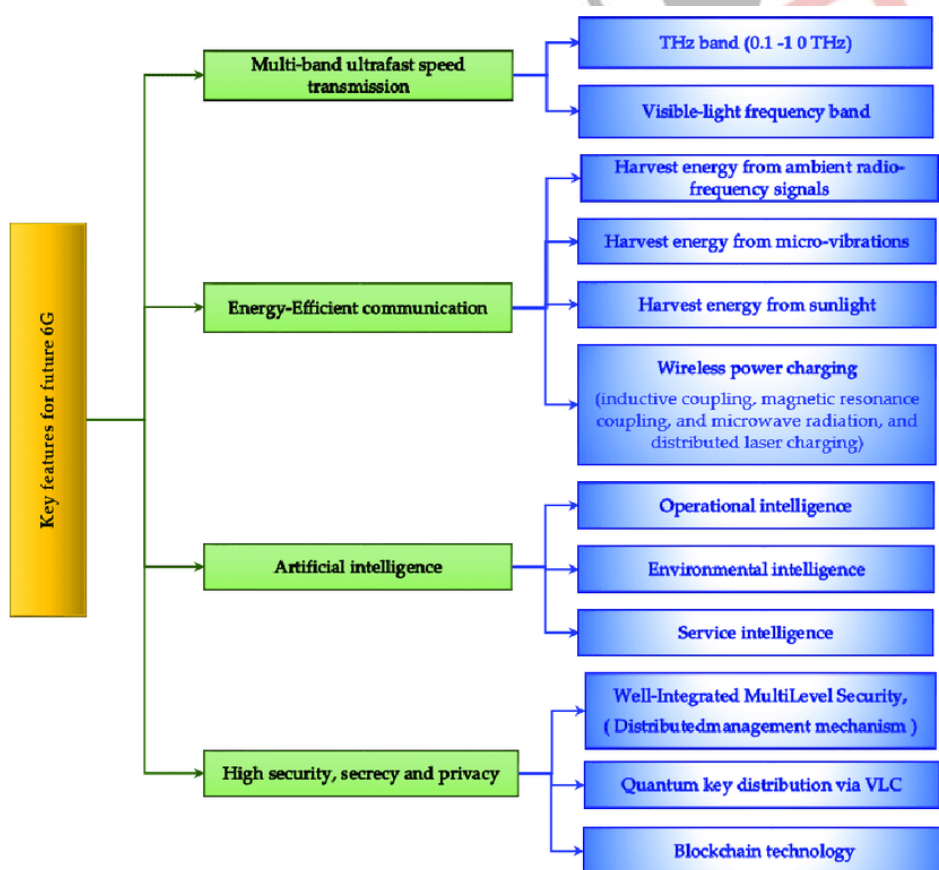 Key features for future 6G
Multi-band ultrafast speed
transmission
THz band (0.1 -1 0 THz)
Visible-light frequency band
Energy-Efficient communication
Harvest energy from ambient radio-
frequency signals
Harvest energy from micro-vibrations
Harvest energy from sunlight
Wireless power charging
(inductive coupling, magnetic resonance
coupling, and microwave radiation, and
distributed laser charging)
Artificial intelligence
Operational intelligence
Environmental intelligence
Service intelligence
High security, secrecy and privacy
Well-Integrated MultiLevel Security,
( Distributedmanagement mechanism )
Quantum key distribution via VLC
Blockchain technology